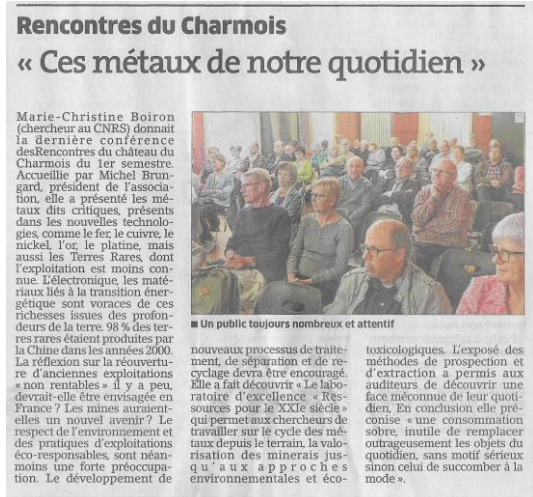 Rencontres du Charmois
« Ces métaux de notre quotidien »
Marie-Christine Boiron
(chercheur au CNRS) donnait
la dernière conférence
desRencontres du château du
Charmois du 1er semestre.
Accueillie par Michel Brun-
gard, président de l'associa-
tion, elle a présenté les mé-
taux dits critiques, présents
dans les nouvelles technolo-
gies, comme le fer, le cuivre, le
nickel, l'or, le platine, mais
aussi les Terres Rares, dont
l'exploitation est moins con-
nue. L'électronique, les maté-
riaux liés à la transition éner-
gétique sont voraces de ces
richesses issues des profon-
deurs de la terre. 98 % des ter-
res rares étaient produites par
la Chine dans les années 2000.
La réflexion sur la réouvertu-
re d'anciennes exploitations
« non rentables » il y a peu,
devrait-elle être envisagée en
France ? Les mines auraient-
elles un nouvel avenir ? Le
respect de l'environnement et
des pratiques d'exploitations
éco-responsables, sont néan-
moins une forte préoccupa-
tion. Le développement de
■ Un public toujours nombreux et attentif
nouveaux processus de traite-
ment, de séparation et de re-
cyclage devra être encouragé.
Elle a fait découvrir « Le labo-
ratoire d'excellence « Res-
sources pour le XXIe siècle »
qui permet aux chercheurs de
travailler sur le cycle des mé-
taux depuis le terrain, la valo-
risation des minerais jus-
qu'aux approches
environnementales et éco-
toxicologiques. L'exposé des
méthodes de prospection et
d'extraction a permis aux
auditeurs de découvrir une
face méconnue de leur quoti-
dien, En conclusion elle pré-
conise « une consommation
sobre, inutile de remplacer
outrageusement les objets du
quotidien, sans motif sérieux
sinon celui de succomber à la
mode ».